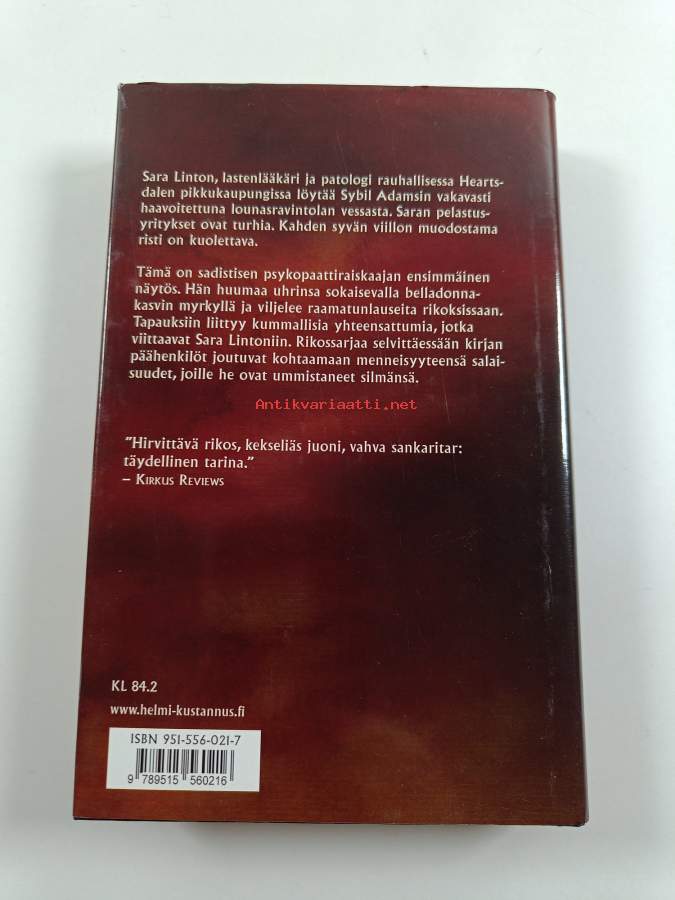 Sara Linton, lastenlääkäri ja patologi rauhallisessa Hearts-
dalen pikkukaupungissa löytää Sybil Adamsin vakavasti
haavoitettuna lounasravintolan vessasta. Saran pelastus-
yritykset ovat turhia. Kahden syvän viillon muodostama
risti on kuolettava.
Tämä on sadistisen psykopaattiraiskaajan ensimmäinen
näytös. Hän huumaa uhrinsa sokaisevalla belladonna-
kasvin myrkyllä ja viljelee raamatunlauseita rikoksissaan.
Tapauksiin liittyy kummallisia yhteensattumia, jotka
viittaavat Sara Lintoniin. Rikossarjaa selvittäessään kirjan
päähenkilöt joutuvat kohtaamaan menneisyyteensä salai-
suudet, joille he ovat ummistaneet silmänsä.
Antikvariaatti.net
"Hirvittävä rikos, kekseliäs juoni, vahva sankaritar:
täydellinen tarina."
– KIRKUS REVIEWS
KL 84.2
www.helmi-kustannus.fi
ISBN 951-556-021-7
9 789515 560216